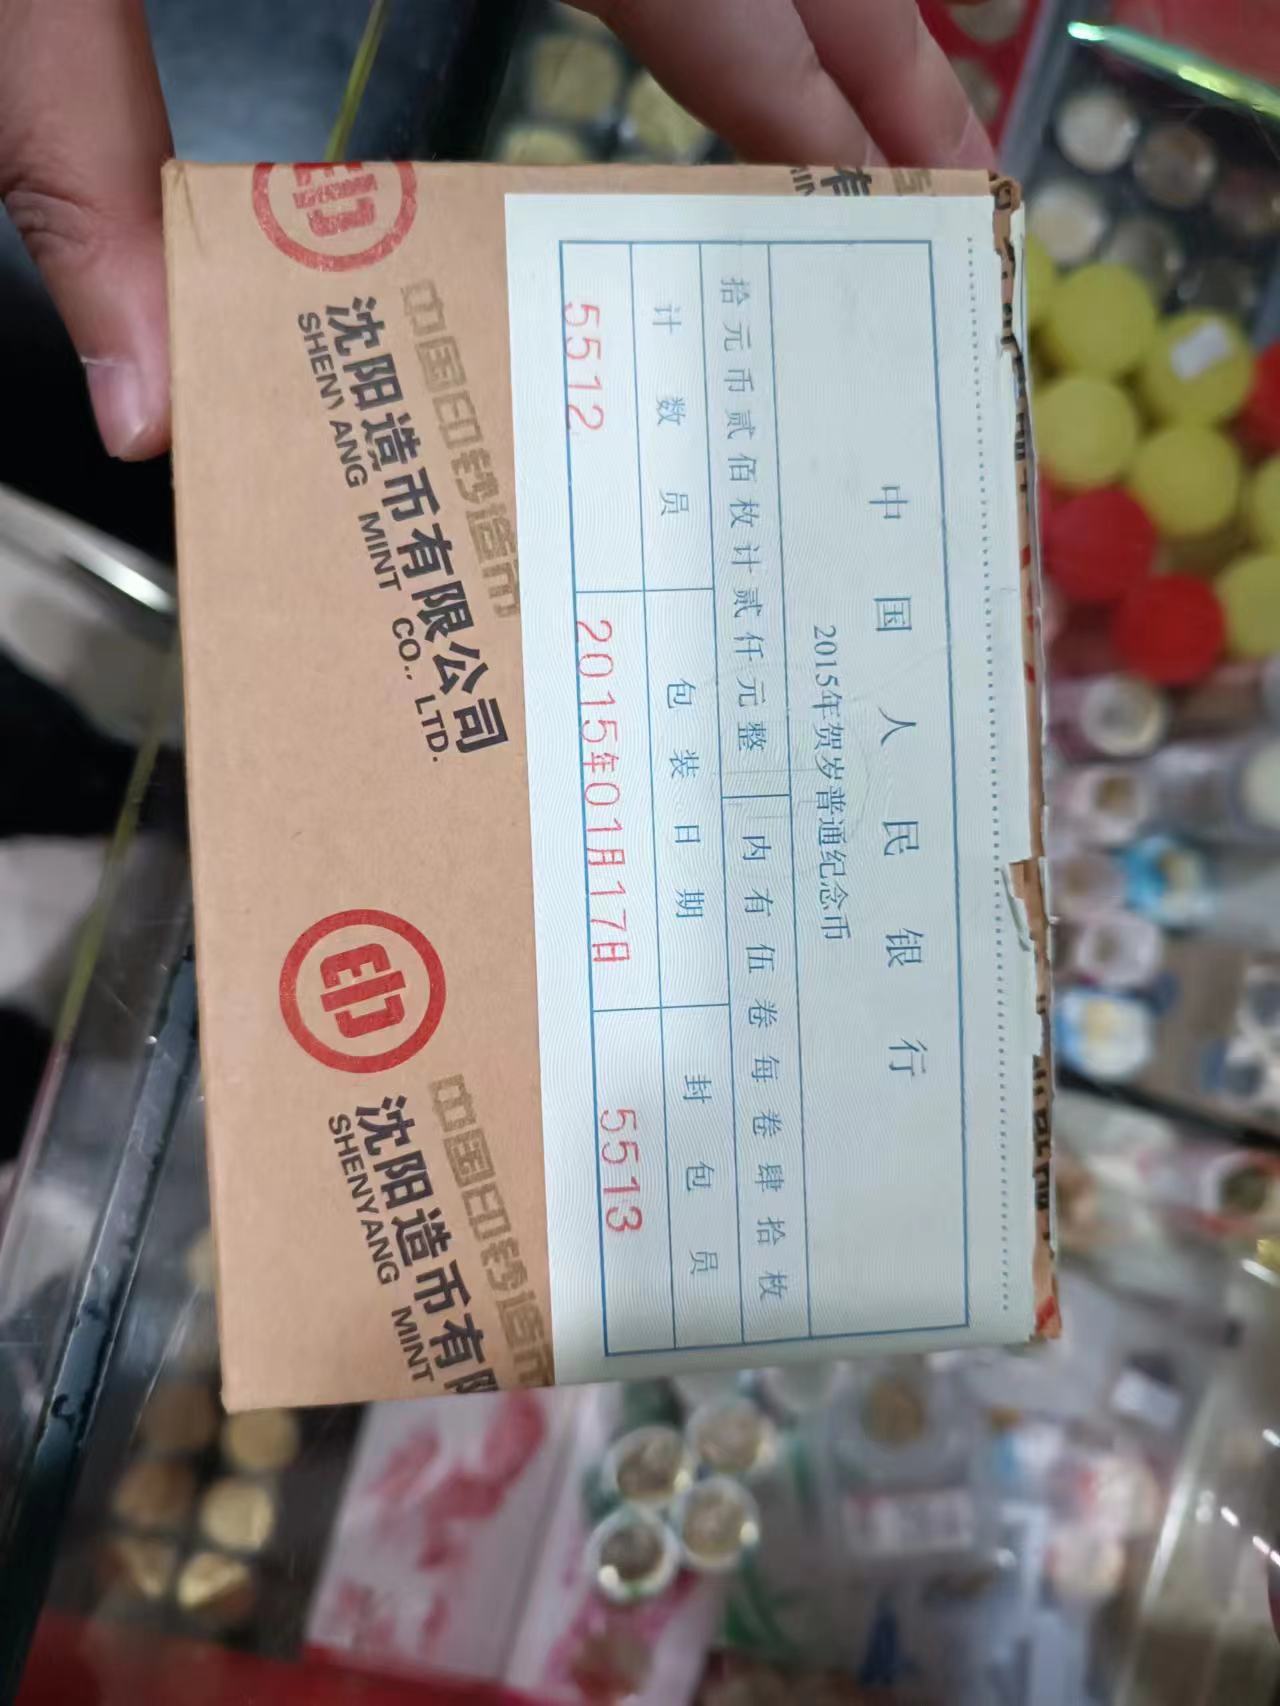 中国人民银行
2015年贺岁普通纪念币
拾元币贰佰枚计贰仟元整 内有伍卷每卷肆拾枚
计数员 包装日期 封包员
5512 2015年01月17日 5513
中国印钞造币
沈阳造币有限公司
SHENYANG MINT CO., LTD.
中国印钞造币
沈阳造币有
SHENYANG MINT